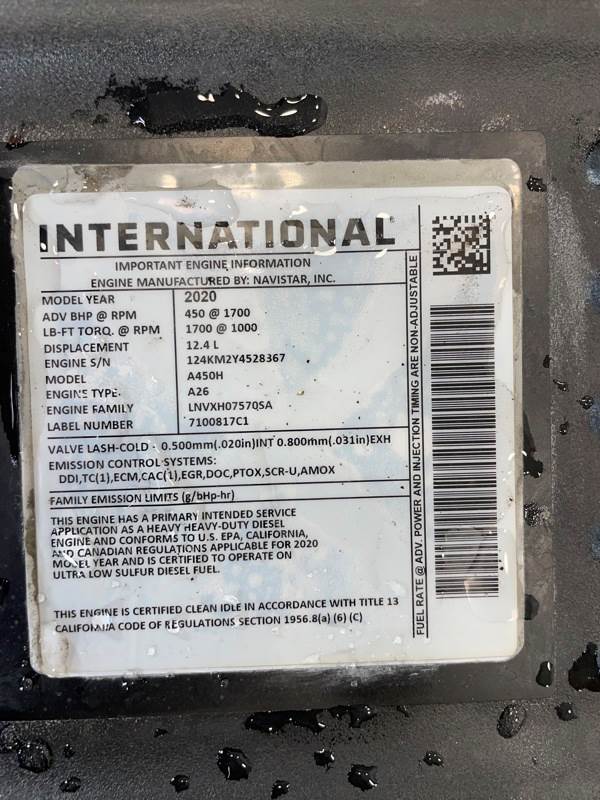 INTERNATIONAL
IMPORTANT ENGINE INFORMATION
ENGINE MANUFACTURED BY: NAVISTAR, INC.
MODEL YEAR 2020
ADV BHP @ RPM 450 @ 1700
LB-FT TORQ. @ RPM 1700 @ 1000
DISPLACEMENT 12.4 L
ENGINE S/N 124KM2Y4528367
MODEL A450H
ENGINE TYPE. A26
ENGINE FAMILY LNVXH0757QSA
LABEL NUMBER 7100817C1
VALVE LASH-COLD - 0.500mm(.020in)INT 0.800mm(.031in)EXH
EMISSION CONTROL SYSTEMS:
DDI,TC(1),ECM,CAC(1),EGR,DOC,PTOX,SCR-U,AMOX
FAMILY EMISSION LIMITS (g/bHp-hr)
THIS ENGINE HAS A PRIMARY INTENDED SERVICE
APPLICATION AS A HEAVY HEAVY-DUTY DIESEL
ENGINE AND CONFORMS TO U.S. EPA, CALIFORNIA,
AND CANADIAN REGULATIONS APPLICABLE FOR 2020
MODEL YEAR AND IS CERTIFIED TO OPERATE ON
ULTRA LOW SULFUR DIESEL FUEL.
THIS ENGINE IS CERTIFIED CLEAN IDLE IN ACCORDANCE WITH TITLE 13
CALIFORNIA CODE OF REGULATIONS SECTION 1956.8(a) (6) (C)
FUEL RATE @ ADV. POWER AND INJECTION TIMING ARE NON-ADJUSTABLE